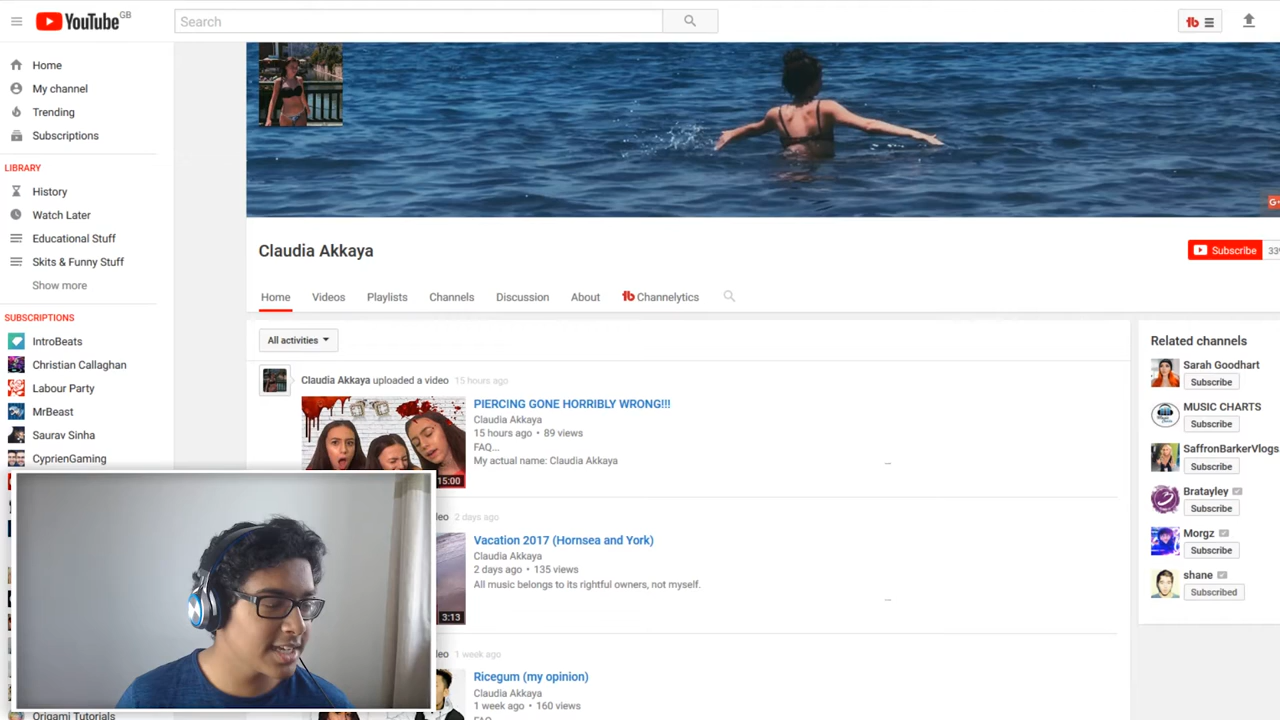 YouTube GB
Search
tb
Home
My channel
Trending
Subscriptions
LIBRARY
History
Watch Later
Educational Stuff
Skits & Funny Stuff
Show more
SUBSCRIPTIONS
IntroBeats
Christian Callaghan
Labour Party
MrBeast
Saurav Sinha
CyprienGaming
Origami Tutorials
G+
Claudia Akkaya
Subscribe 339
Home Videos Playlists Channels Discussion About tb Channelytics
All activities
Claudia Akkaya uploaded a video 15 hours ago
PIERCING GONE HORRIBLY WRONG!!!
Claudia Akkaya
15 hours ago • 89 views
FAQ...
My actual name: Claudia Akkaya
...
15:00
deo 2 days ago
Vacation 2017 (Hornsea and York)
Claudia Akkaya
2 days ago • 135 views
All music belongs to its rightful owners, not myself.
...
3:13
deo 1 week ago
Ricegum (my opinion)
Claudia Akkaya
1 week ago • 160 views
FAQ
Related channels
Sarah Goodhart
Subscribe
MUSIC CHARTS
Subscribe
SaffronBarkerVlogs
Subscribe
Bratayley
Subscribe
Morgz
Subscribe
shane
Subscribed